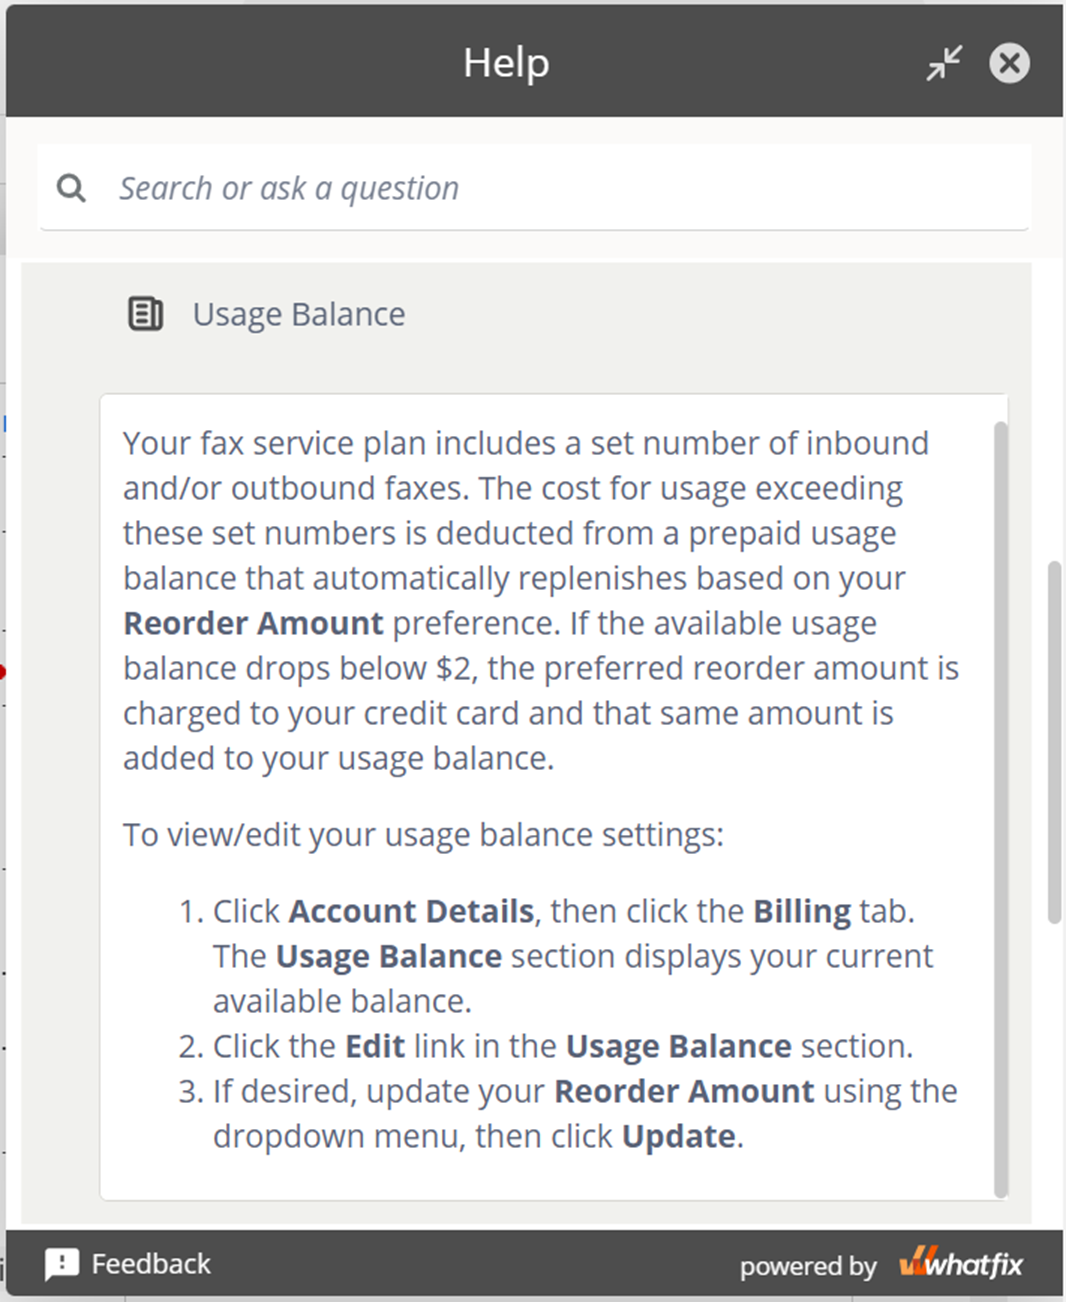 Help
Search or ask a question
Usage Balance
Your fax service plan includes a set number of inbound
and/or outbound faxes. The cost for usage exceeding
these set numbers is deducted from a prepaid usage
balance that automatically replenishes based on your
Reorder Amount preference. If the available usage
balance drops below $2, the preferred reorder amount is
charged to your credit card and that same amount is
added to your usage balance.
To view/edit your usage balance settings:
1. Click Account Details, then click the Billing tab.
The Usage Balance section displays your current
available balance.
2. Click the Edit link in the Usage Balance section.
3. If desired, update your Reorder Amount using the
dropdown menu, then click Update.
Feedback
powered by whatfix